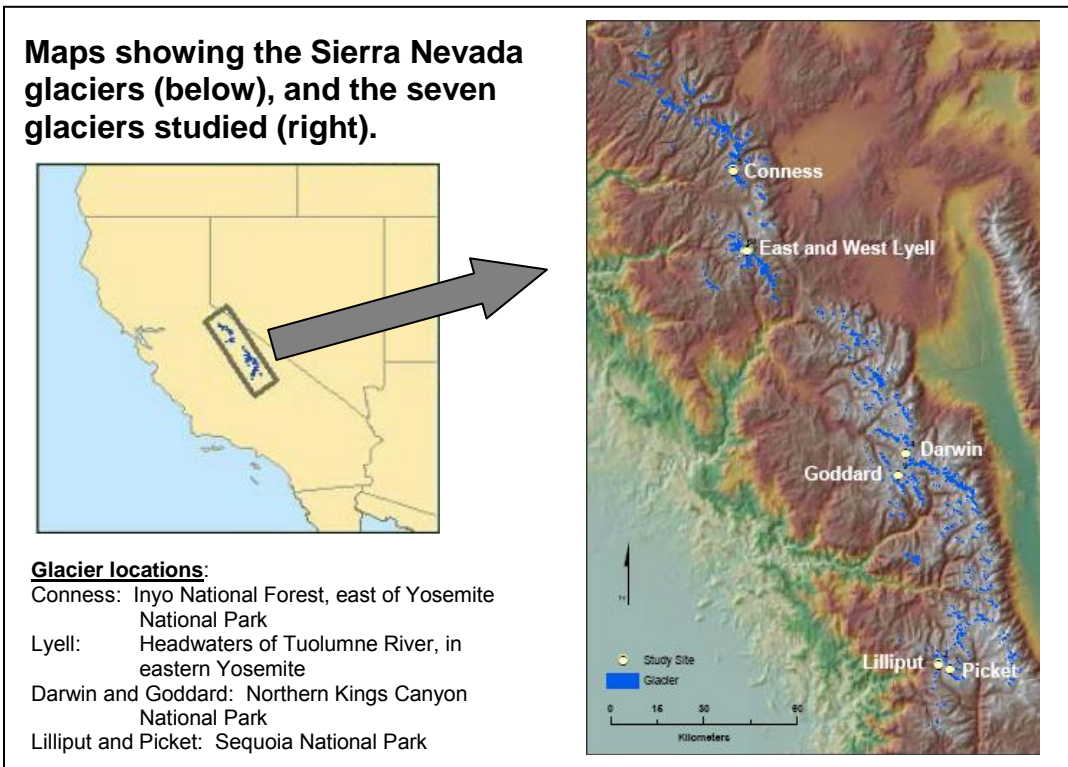 Maps showing the Sierra Nevada
glaciers (below), and the seven
glaciers studied (right).
Glacier locations:
Conness: Inyo National Forest, east of Yosemite
National Park
Lyell: Headwaters of Tuolumne River, in
eastern Yosemite
Darwin and Goddard: Northern Kings Canyon
National Park
Lilliput and Picket: Sequoia National Park
Conness
East and West Lyell
Darwin
Goddard
Lilliput
Picket
N
Study Site
Glacier
0 15 30 60
Kilometers